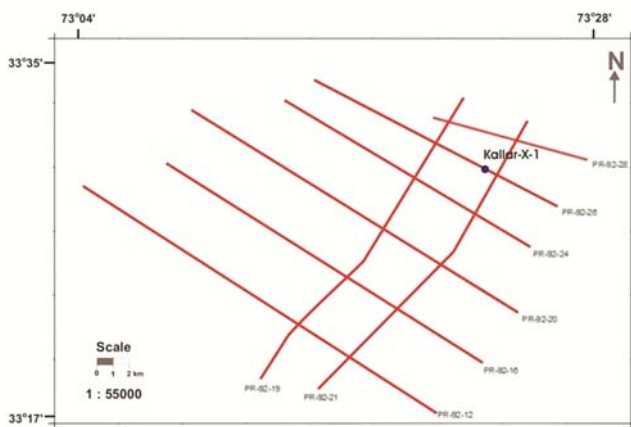 73°04'
73°28'
33°35'
N
Kallar-X-1
PR-92-28
PR-82-26
PR-82-24
PR-92-20
PR-82-16
Scale
0 1 2 km
1 : 55000
PR-82-19
PR-82-21
PR-82-12
33°17'